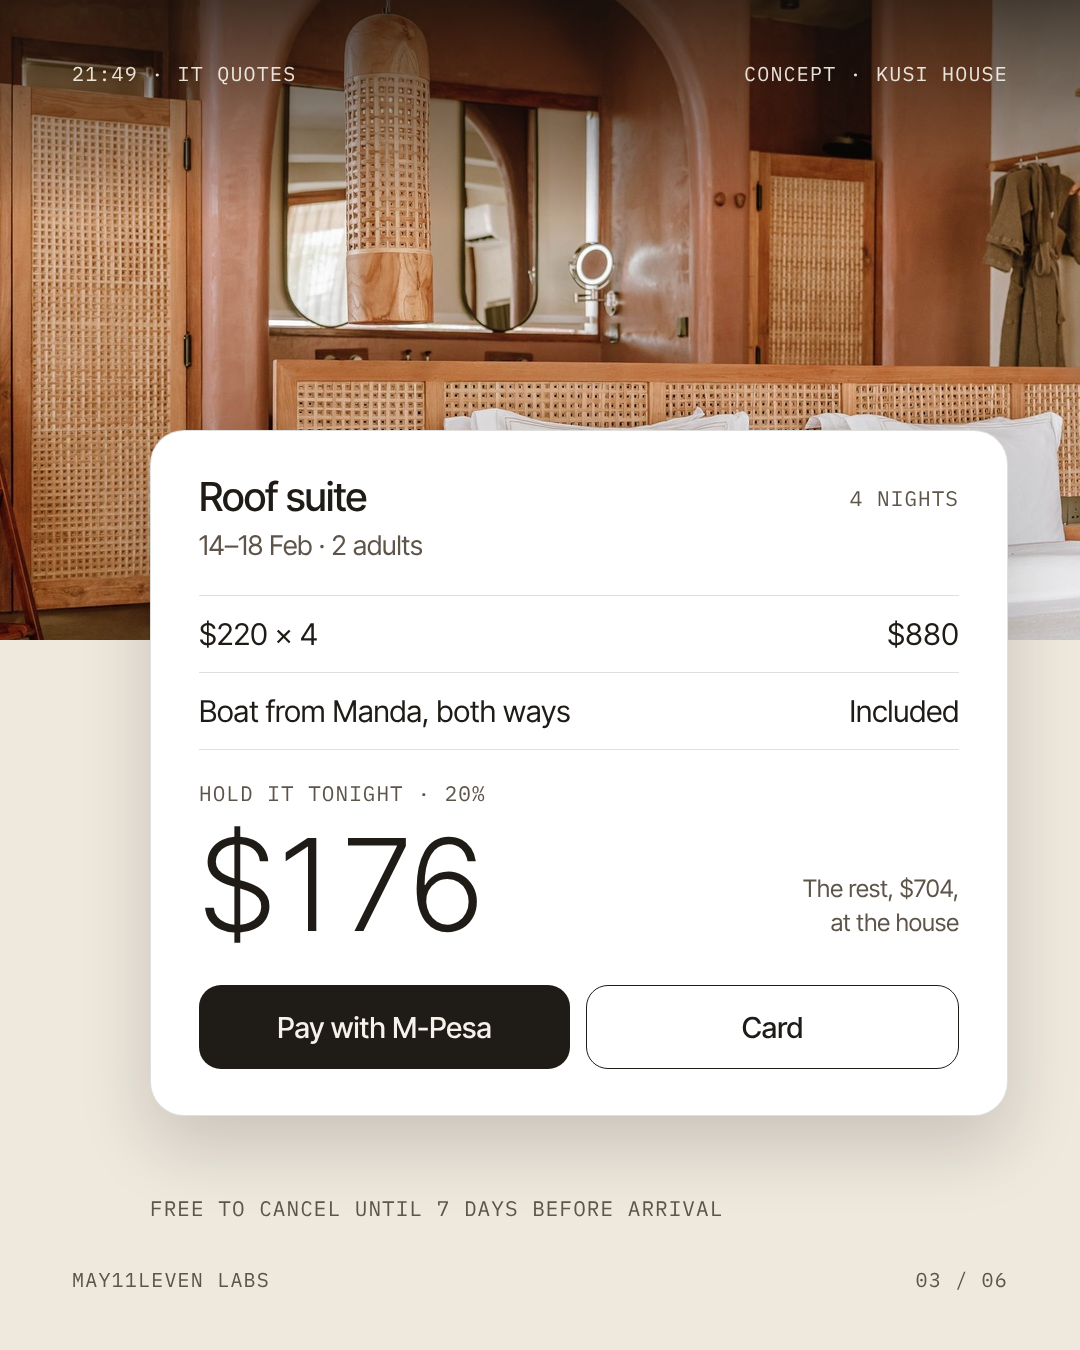 21:49 · IT QUOTES
CONCEPT · KUSI HOUSE
Roof suite
4 NIGHTS
14–18 Feb · 2 adults
$220 × 4
$880
Boat from Manda, both ways
Included
HOLD IT TONIGHT · 20%
$176
The rest, $704,
at the house
Pay with M-Pesa
Card
FREE TO CANCEL UNTIL 7 DAYS BEFORE ARRIVAL
MAY11LEVEN LABS
03 / 06